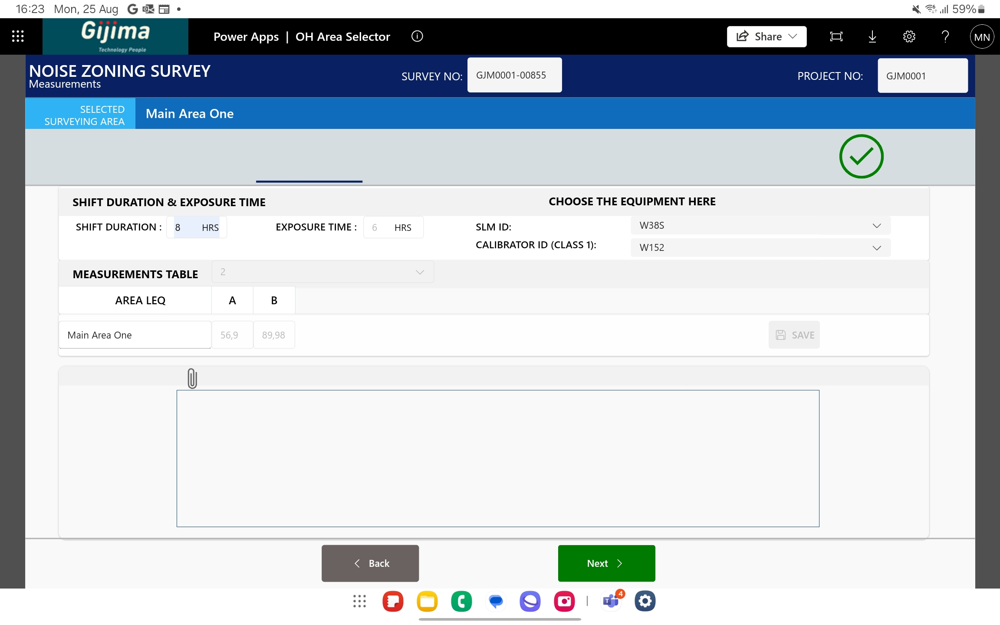 16:23 Mon, 25 Aug
59%
Gijima
Technology People
Power Apps | OH Area Selector
Share
MN
NOISE ZONING SURVEY
Measurements
SURVEY NO:
GJM0001-00855
PROJECT NO:
GJM0001
SELECTED
SURVEYING AREA
Main Area One
SHIFT DURATION & EXPOSURE TIME
CHOOSE THE EQUIPMENT HERE
SHIFT DURATION :
8 HRS
EXPOSURE TIME :
6 HRS
SLM ID:
W38S
CALIBRATOR ID (CLASS 1):
W152
MEASUREMENTS TABLE
2
AREA LEQ
A
B
Main Area One
56,9
89,98
SAVE
Back
Next
4